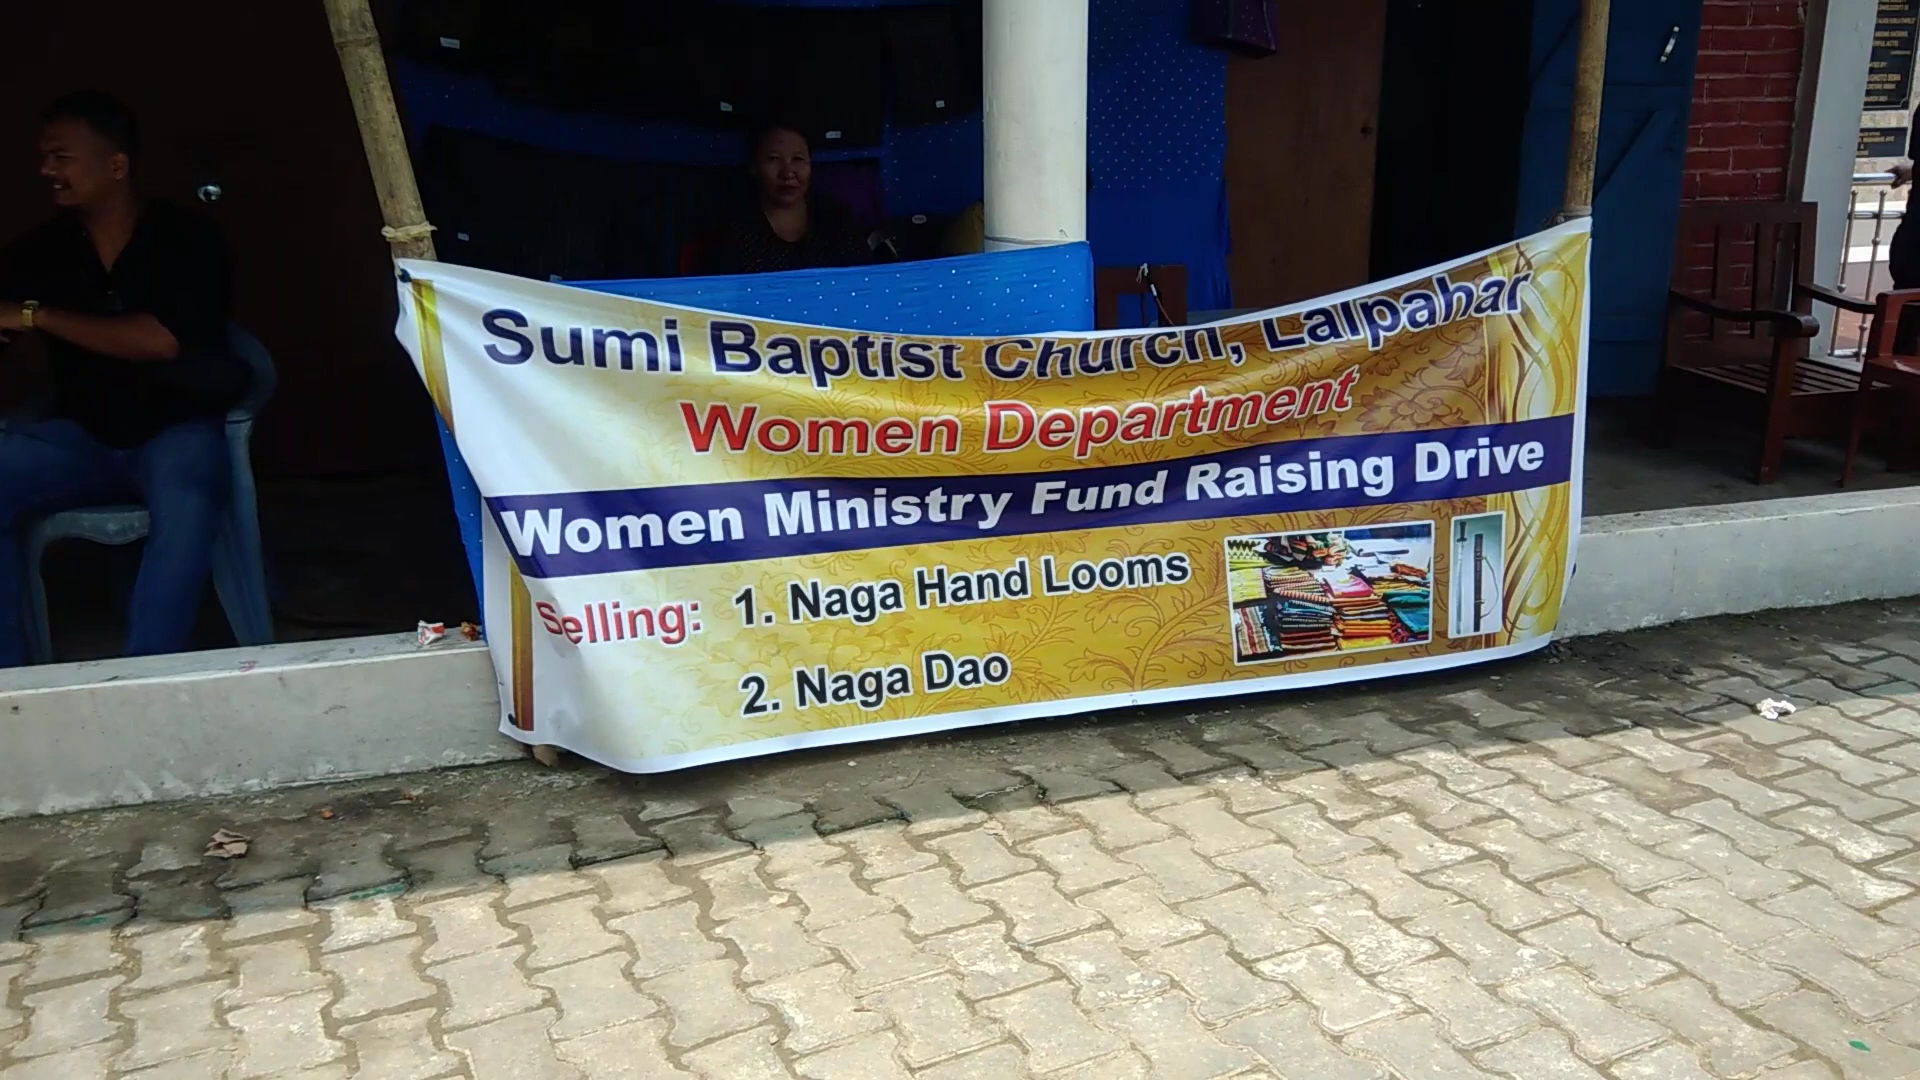 Sumi Baptist Church, Lalpahar
Women Department
Women Ministry Fund Raising Drive
Selling: 1. Naga Hand Looms
2. Naga Dao